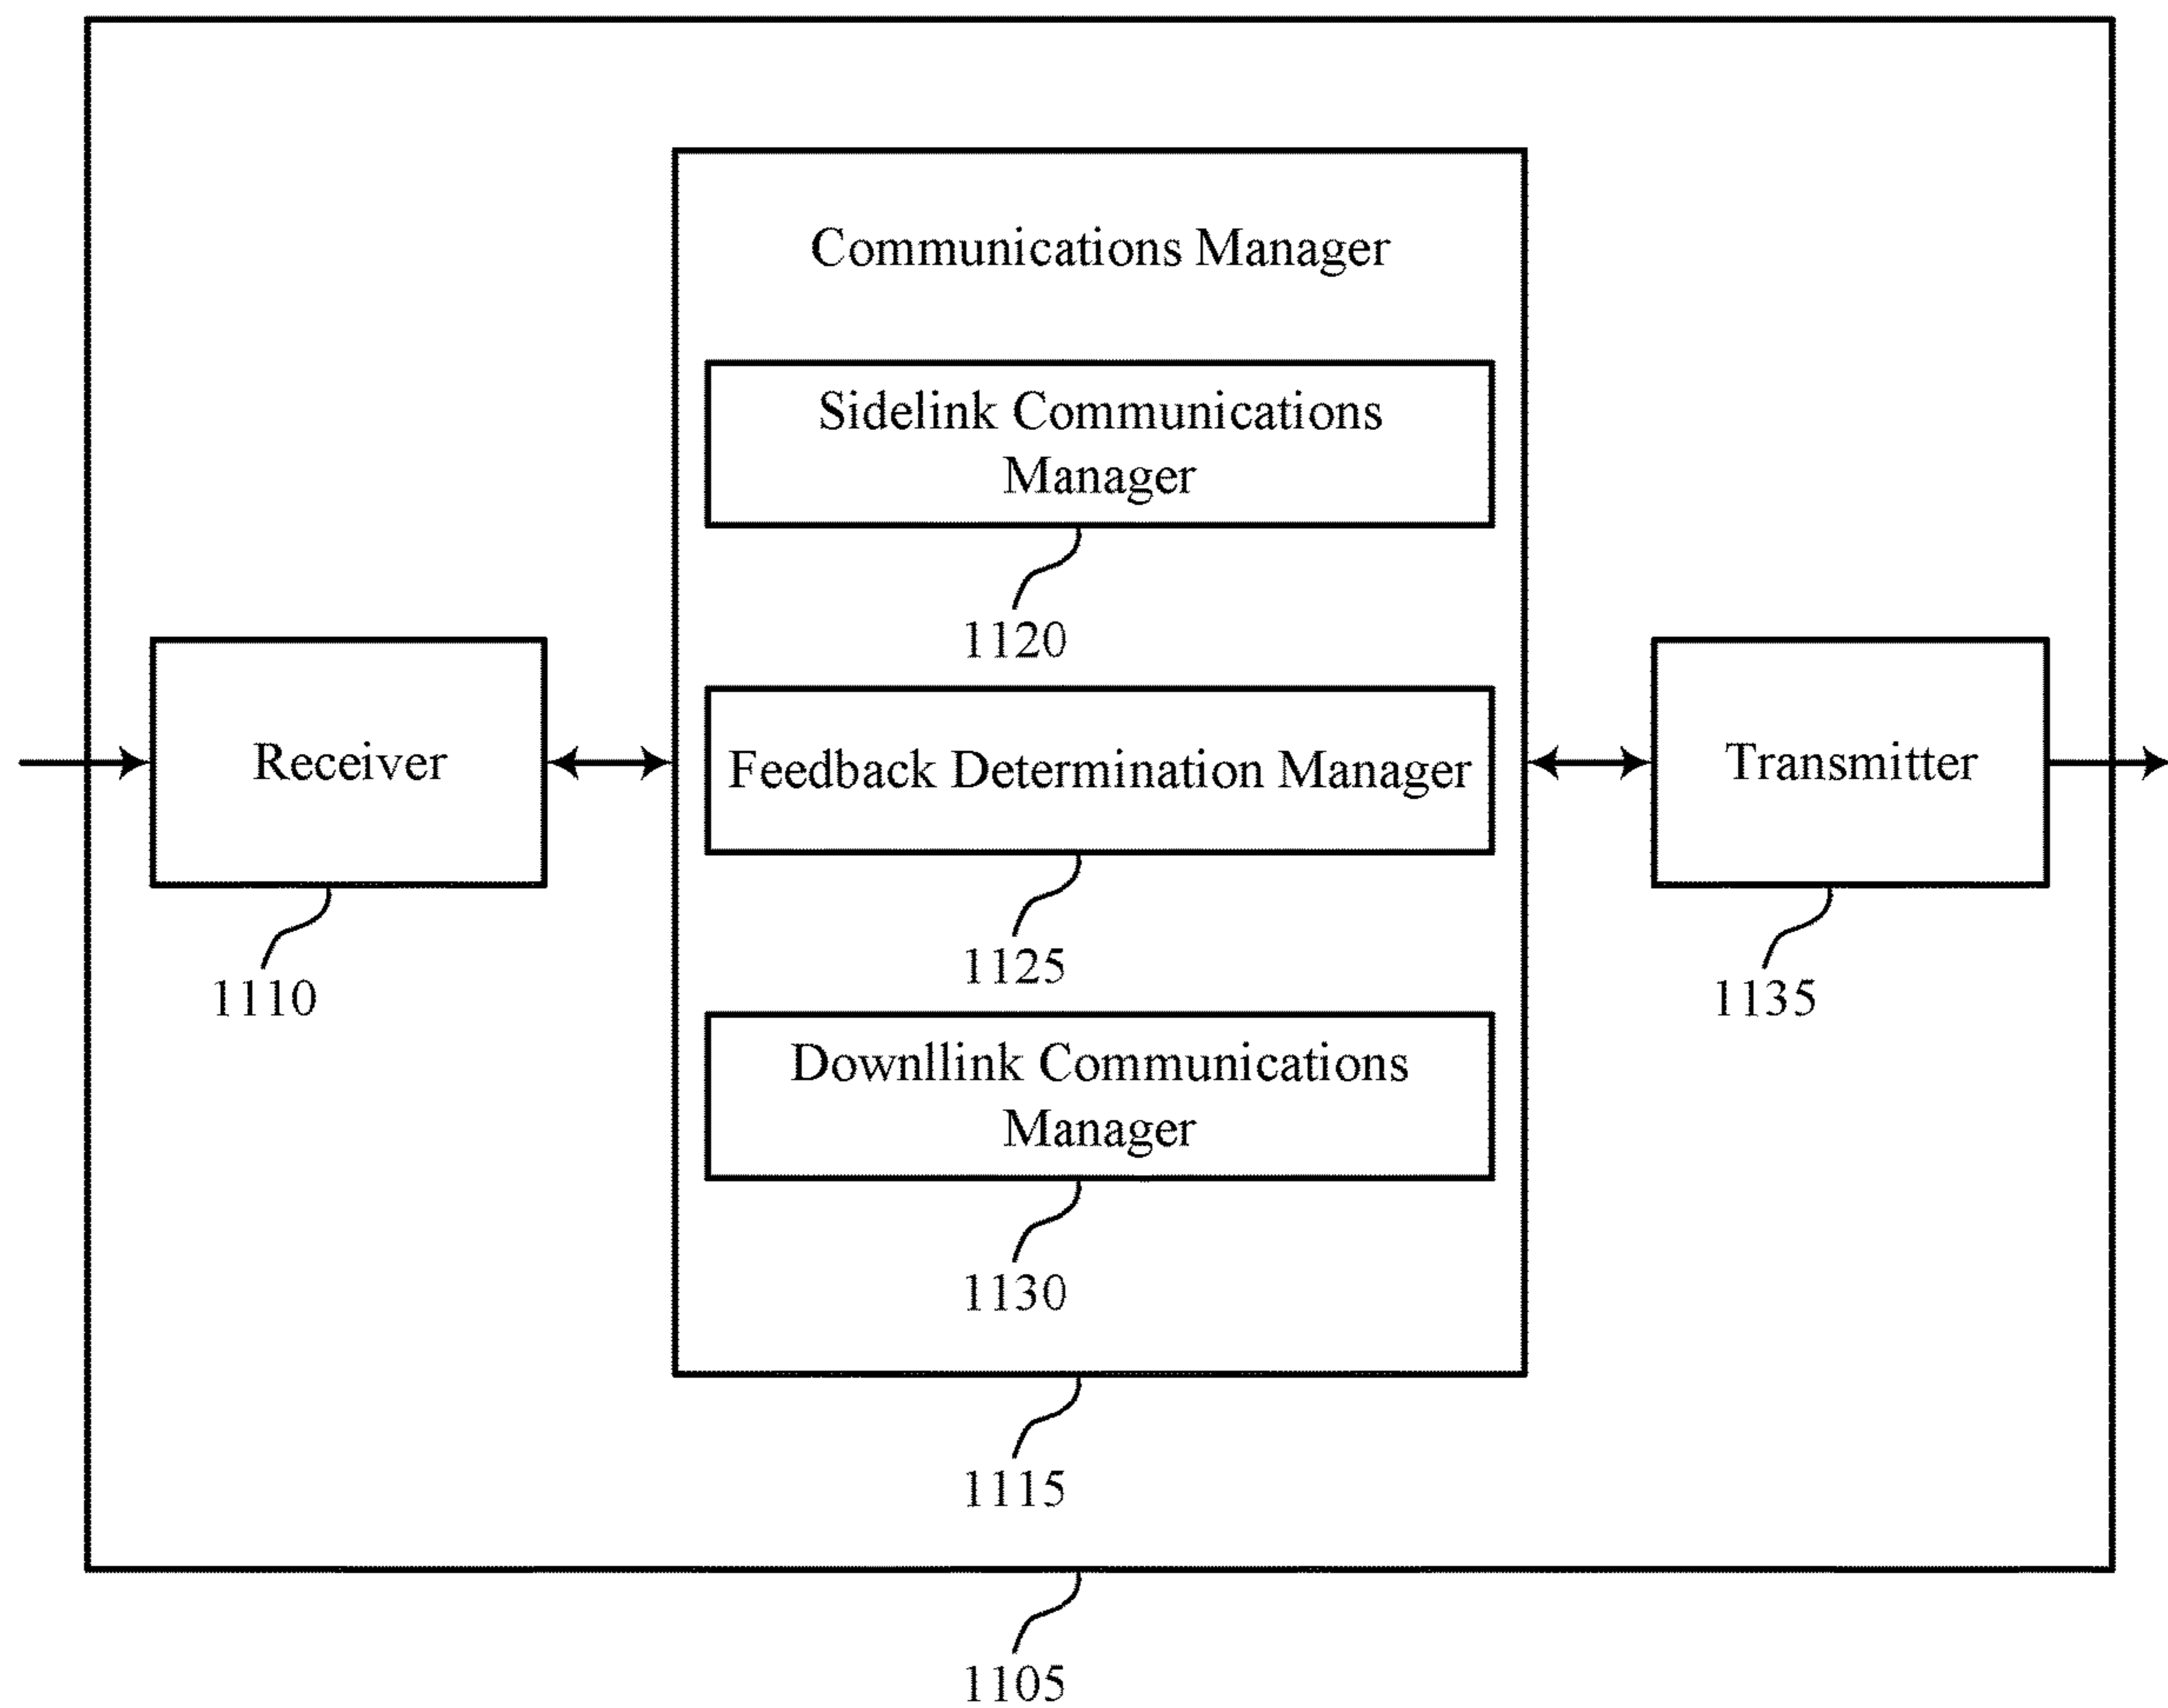 Communications Manager
Sidelink Communications
Manager
1120
Receiver
1110
Feedback Determination Manager
1125
Transmitter
1135
Downllink Communications
Manager
1130
1115
1105